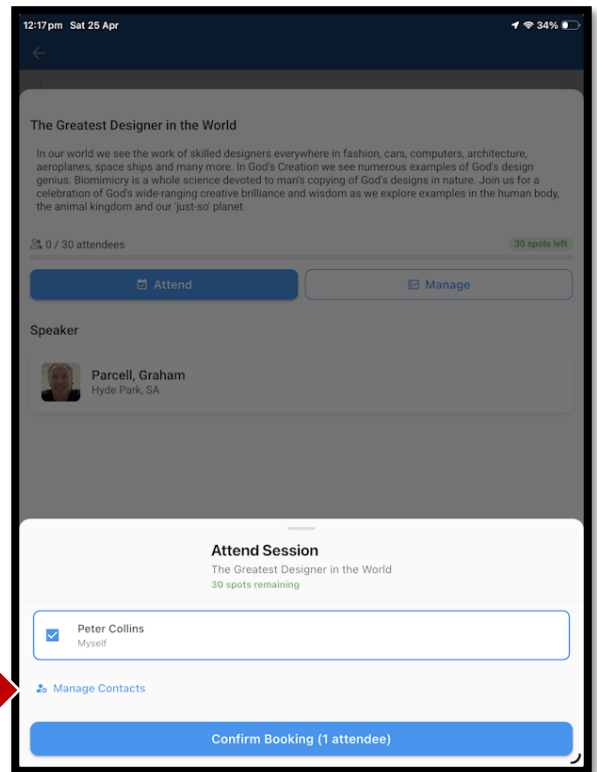 12:17 pm Sat 25 Apr
34%
The Greatest Designer in the World
In our world we see the work of skilled designers everywhere in fashion, cars, computers, architecture,
aeroplanes, space ships and many more. In God's Creation we see numerous examples of God's design
genius. Biomimicry is a whole science devoted to man's copying of God's designs in nature. Join us for a
celebration of God's wide-ranging creative brilliance and wisdom as we explore examples in the human body,
the animal kingdom and our 'just-so' planet.
0 / 30 attendees
30 spots left
Attend
Manage
Speaker
Parcell, Graham
Hyde Park, SA
Attend Session
The Greatest Designer in the World
30 spots remaining
Peter Collins
Myself
Manage Contacts
Confirm Booking (1 attendee)